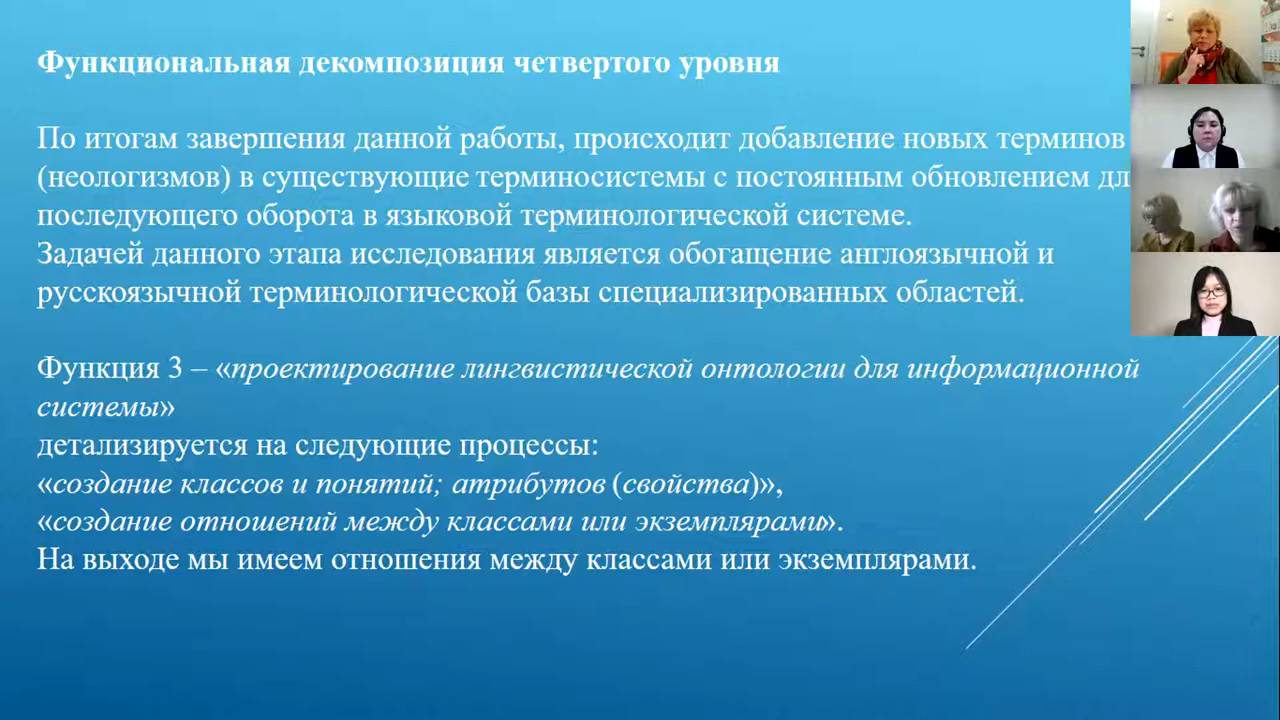 Функциональная декомпозиция четвертого уровня
По итогам завершения данной работы, происходит добавление новых терминов
(неологизмов) в существующие терминосистемы с постоянным обновлением дл
последующего оборота в языковой терминологической системе.
Задачей данного этапа исследования является обогащение англоязычной и
русскоязычной терминологической базы специализированных областей.
Функция 3 – «проектирование лингвистической онтологии для информационной
системы»
детализируется на следующие процессы:
«создание классов и понятий; атрибутов (свойства)»,
«создание отношений между классами или экземплярами».
На выходе мы имеем отношения между классами или экземплярами.